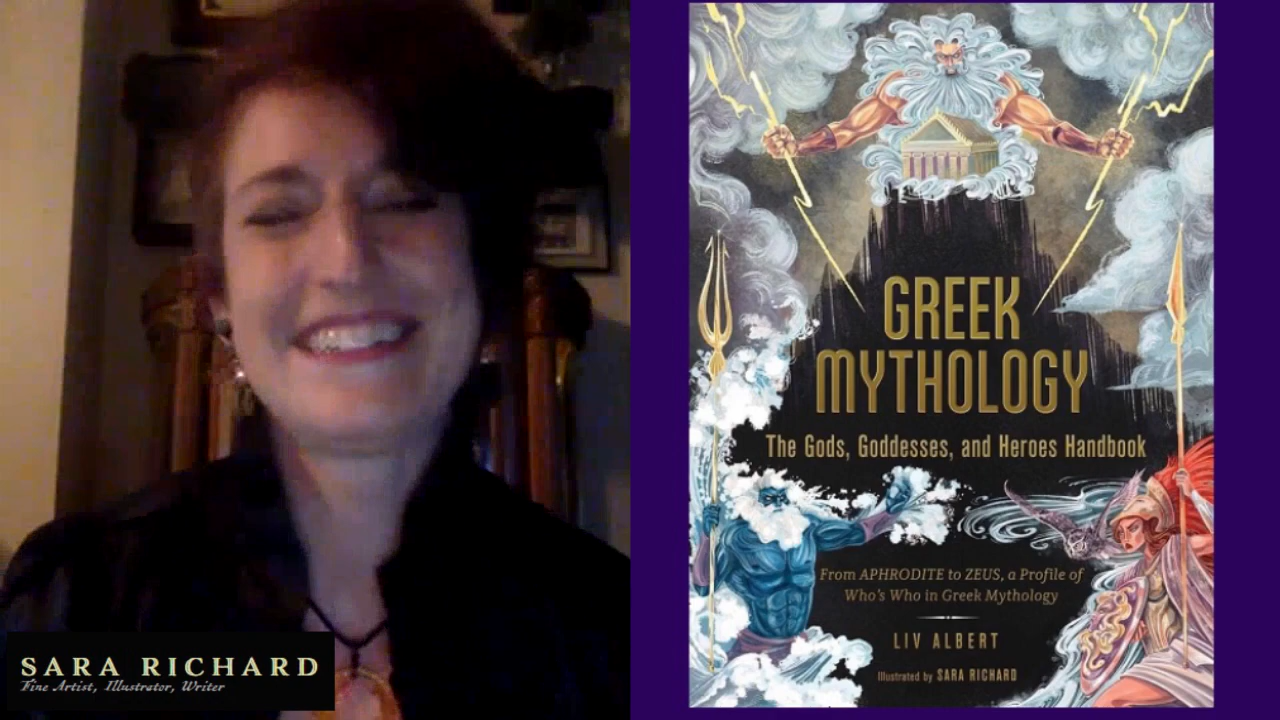 SARA RICHARD
Fine Artist, Illustrator, Writer
GREEK
MYTHOLOGY
The Gods, Goddesses, and Heroes Handbook
From APHRODITE to ZEUS, a Profile of
Who's Who in Greek Mythology
LIV ALBERT
Illustrated by SARA RICHARD